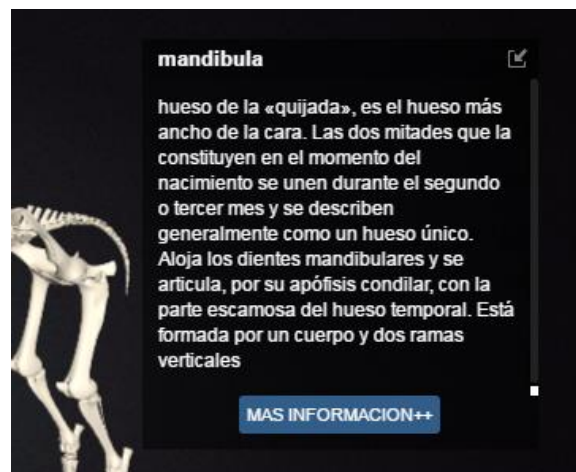 mandibula
hueso de la «quijada», es el hueso más
ancho de la cara. Las dos mitades que la
constituyen en el momento del
nacimiento se unen durante el segundo
o tercer mes y se describen
generalmente como un hueso único.
Aloja los dientes mandibulares y se
articula, por su apófisis condilar, con la
parte escamosa del hueso temporal. Está
formada por un cuerpo y dos ramas
verticales
MAS INFORMACION++